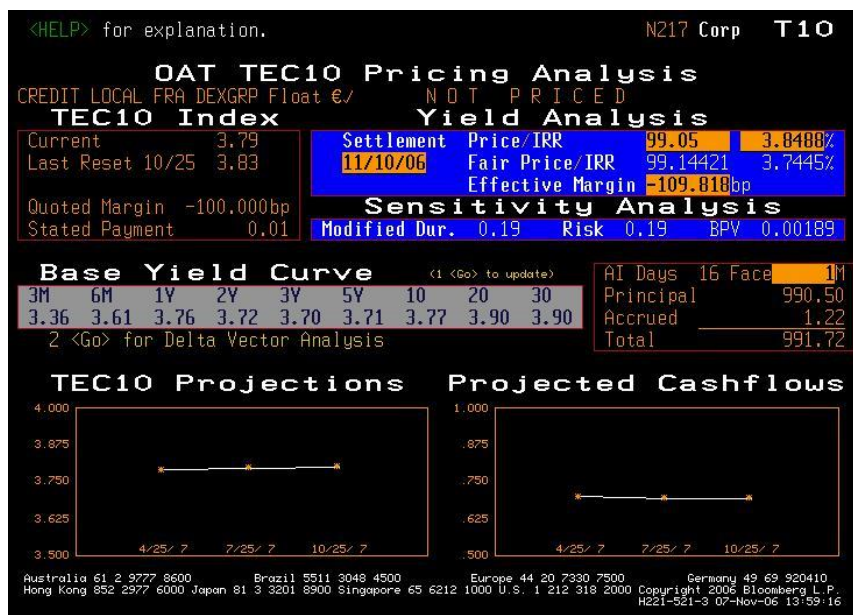 <HELP> for explanation. N217 Corp T10
OAT TEC10 Pricing Analysis
CREDIT LOCAL FRA DEXGRP Float €/ NOT PRICED
TEC10 Index Yield Analysis
Current 3.79 Settlement Price/IRR 99.05 3.8488%
Last Reset 10/25 3.83 11/10/06 Fair Price/IRR 99.14421 3.7445%
Effective Margin -109.818bp
Quoted Margin -100.000bp Sensitivity Analysis
Stated Payment 0.01 Modified Dur. 0.19 Risk 0.19 BPV 0.00189
Base Yield Curve (1 <Go> to update) AI Days 16 Face 1M
3M 6M 1Y 2Y 3Y 5Y 10 20 30 Principal 990.50
3.36 3.61 3.76 3.72 3.70 3.71 3.77 3.90 3.90 Accrued 1.22
2 <Go> for Delta Vector Analysis Total 991.72
TEC10 Projections Projected Cashflows
4.000 1.000
3.875 .875
3.750 .750
3.625 .625
4/25/ 7 7/25/ 7 10/25/ 7 4/25/ 7 7/25/ 7 10/25/ 7
3.500 .500
Australia 61 2 9777 8600 Brazil 5511 3048 4500 Europe 44 20 7330 7500 Germany 49 69 920410
Hong Kong 852 2977 6000 Japan 81 3 3201 8900 Singapore 65 6212 1000 U.S. 1 212 318 2000 Copyright 2006 Bloomberg L.P.
H221-521-3 07-Nov-06 13:59:16